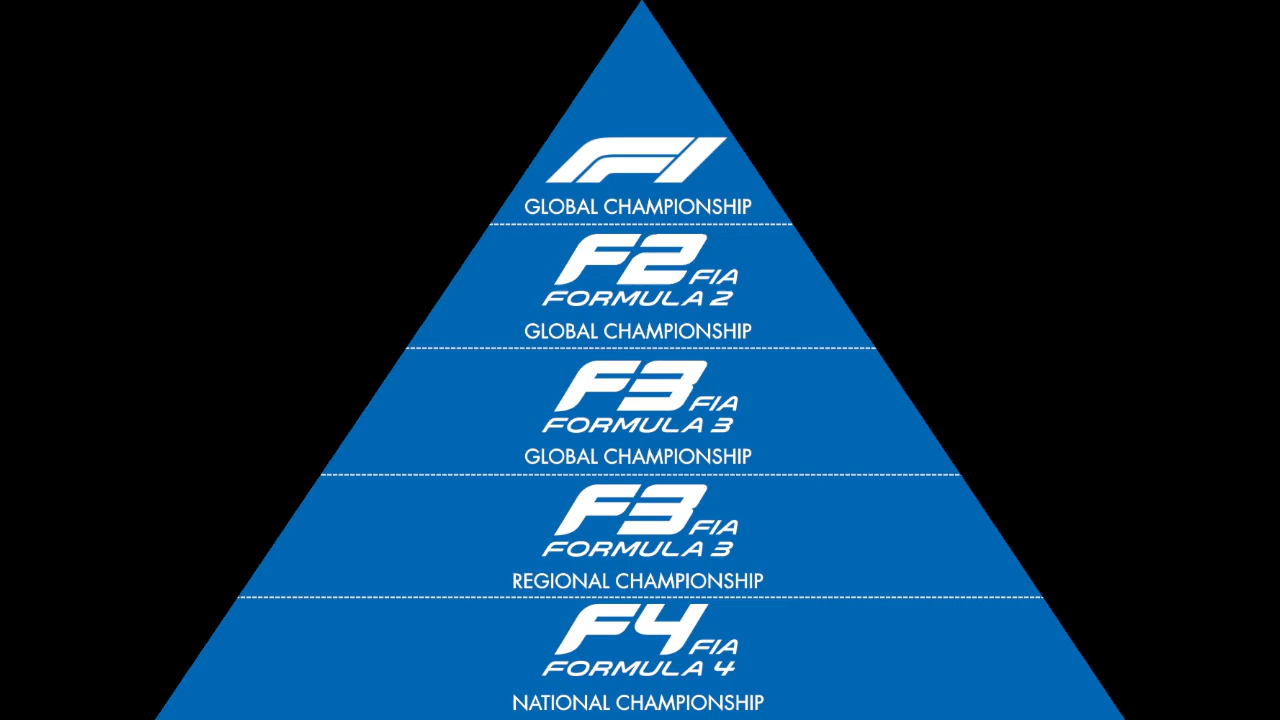 F1
GLOBAL CHAMPIONSHIP
F2 FIA
FORMULA 2
GLOBAL CHAMPIONSHIP
F3 FIA
FORMULA 3
GLOBAL CHAMPIONSHIP
F3 FIA
FORMULA 3
REGIONAL CHAMPIONSHIP
F4 FIA
FORMULA 4
NATIONAL CHAMPIONSHIP